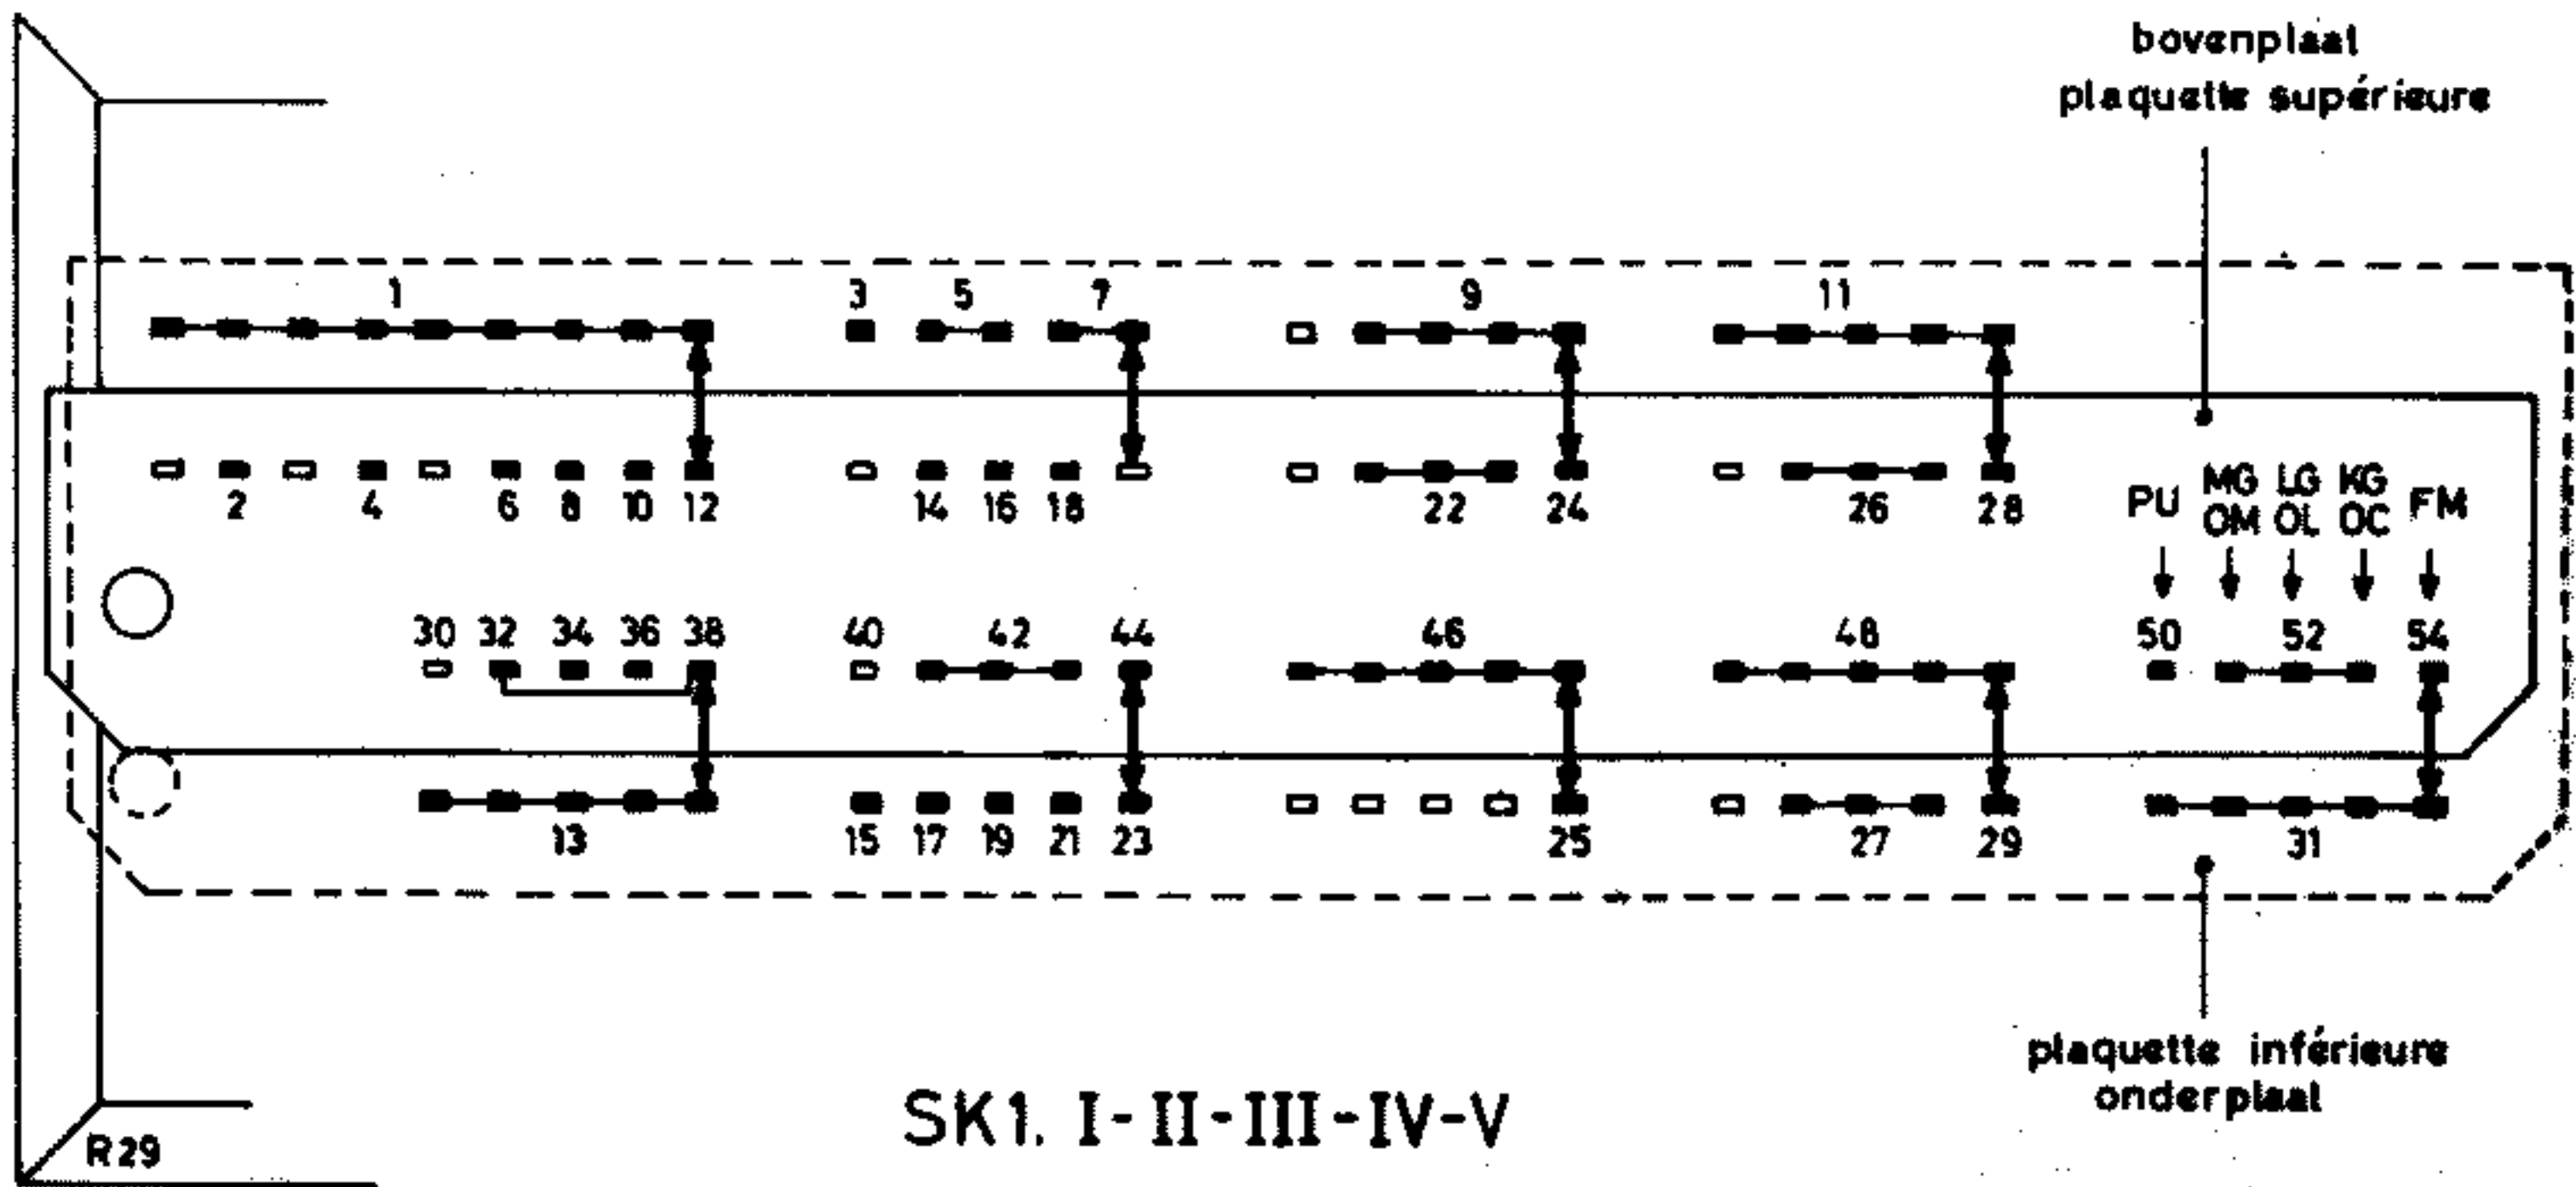 bovenplaat
plaquette supérieure
1 3 5 7 9 11
2 4 6 8 10 12 14 16 18 22 24 26 28
PU MG LG KG FM
OM OL OC
30 32 34 36 38 40 42 44 46 48 50 52 54
13 15 17 19 21 23 25 27 29 31
plaquette inférieure
onderplaat
SK1. I-II-III-IV-V
R29